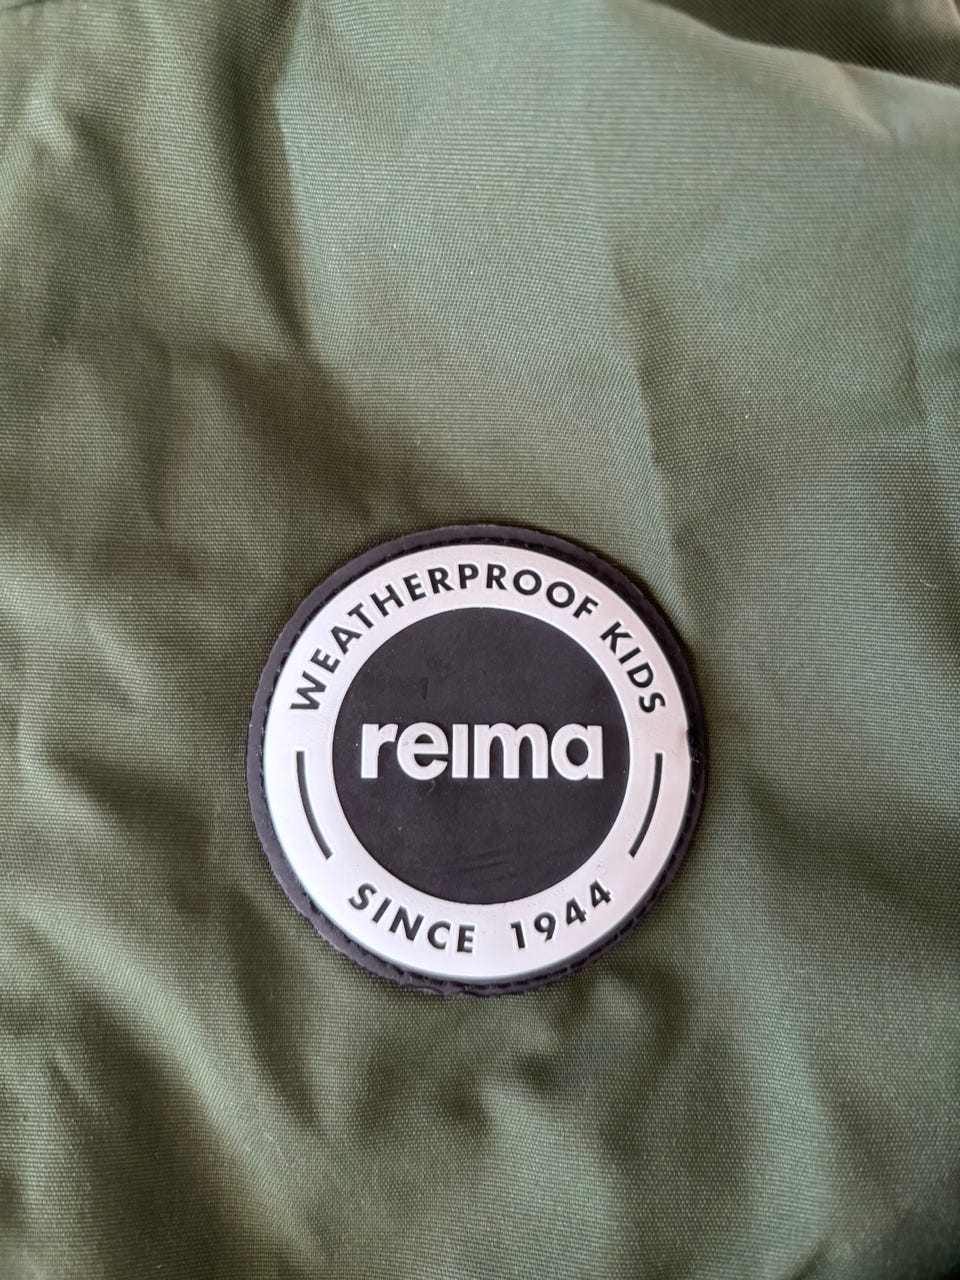 WEATHERPROOF KIDS
reima
SINCE 1944